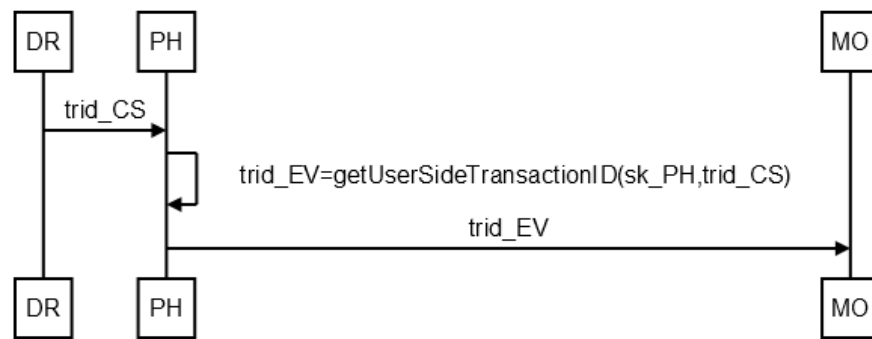 DR
PH
MO
trid_CS
trid_EV=getUserSideTransactionID(sk_PH,trid_CS)
trid_EV
DR
PH
MO